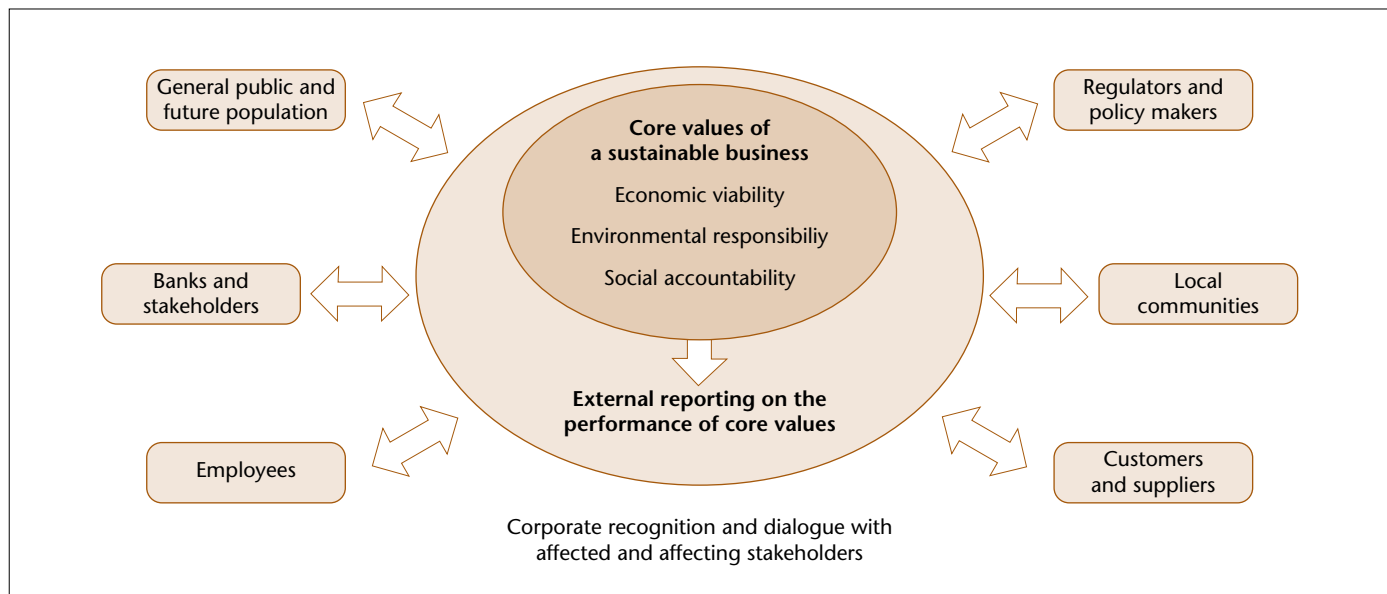 General public and
future population
Regulators and
policy makers
Core values of
a sustainable business
Economic viability
Environmental responsibiliy
Social accountability
Banks and
stakeholders
Local
communities
External reporting on the
performance of core values
Employees
Customers
and suppliers
Corporate recognition and dialogue with
affected and affecting stakeholders